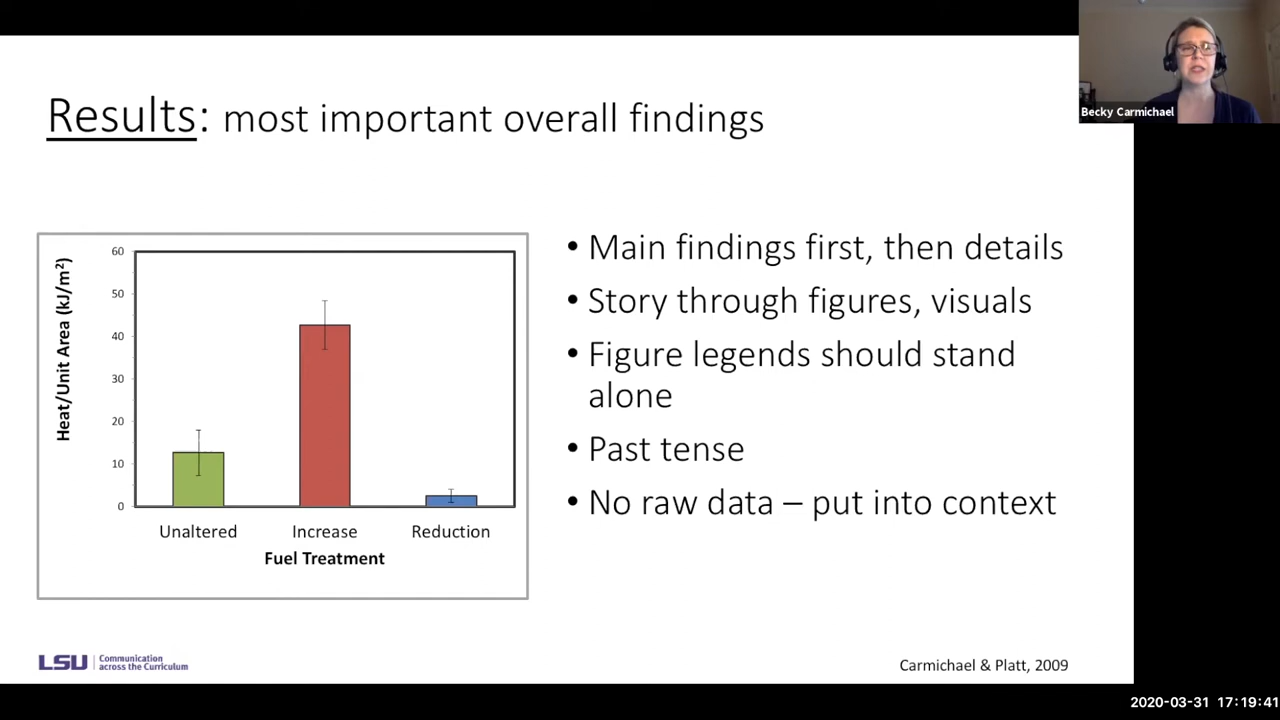 Becky Carmichael
Results: most important overall findings
Heat/Unit Area (kJ/m²)
60
50
40
30
20
10
0
Unaltered Increase Reduction
Fuel Treatment
• Main findings first, then details
• Story through figures, visuals
• Figure legends should stand
alone
• Past tense
• No raw data – put into context
LSU Communication
across the Curriculum
Carmichael & Platt, 2009
2020-03-31 17:19:41